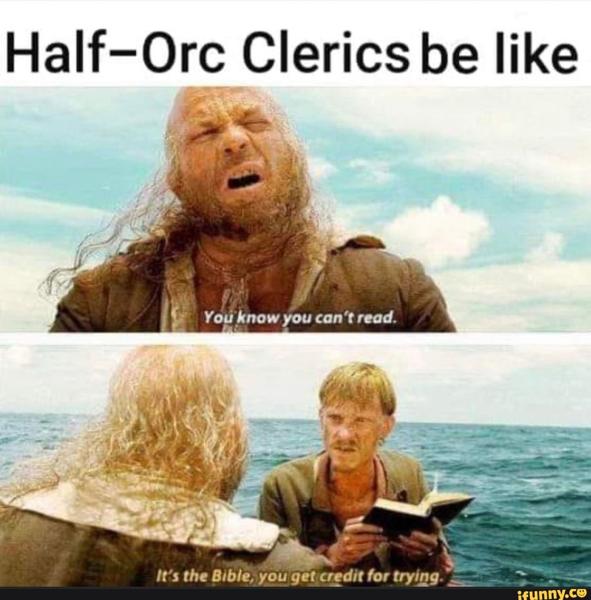 Half-Orc Clerics be like
You know you can't read.
It's the Bible, you get credit for trying.
ifunny.co